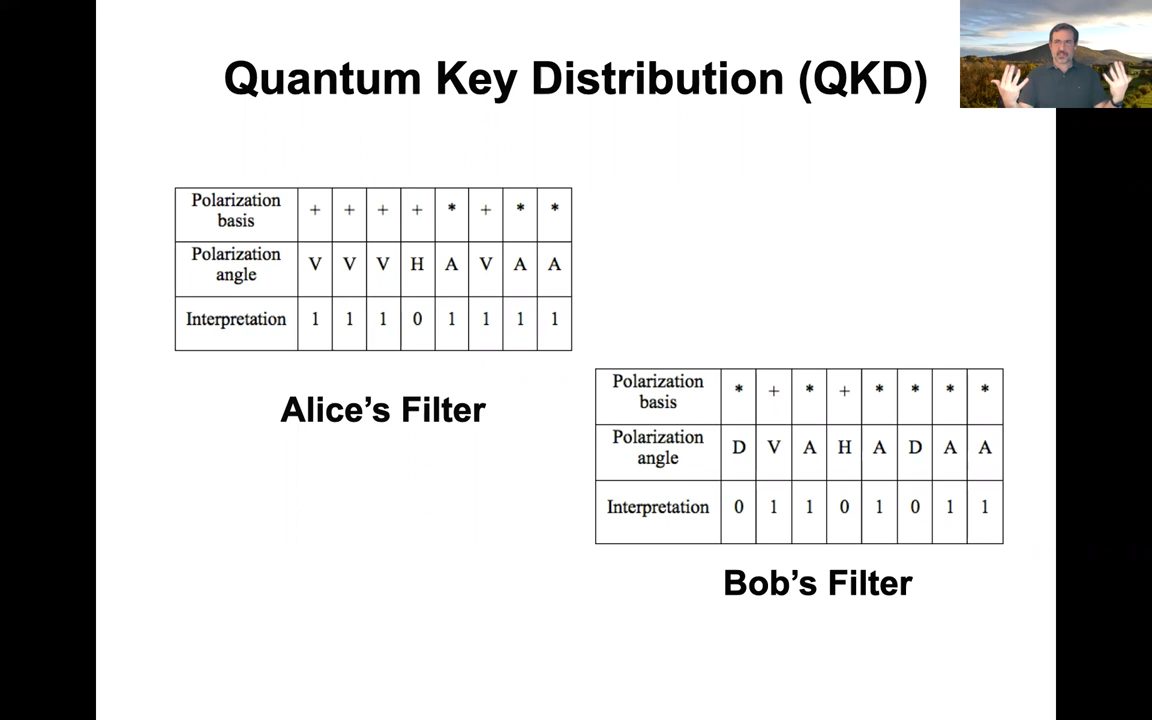 Quantum Key Distribution (QKD)
Polarization
basis + + + + * + * *
Polarization
angle V V V H A V A A
Interpretation 1 1 1 0 1 1 1 1
Alice's Filter
Polarization
basis * + * + * * * *
Polarization
angle D V A H A D A A
Interpretation 0 1 1 0 1 0 1 1
Bob's Filter